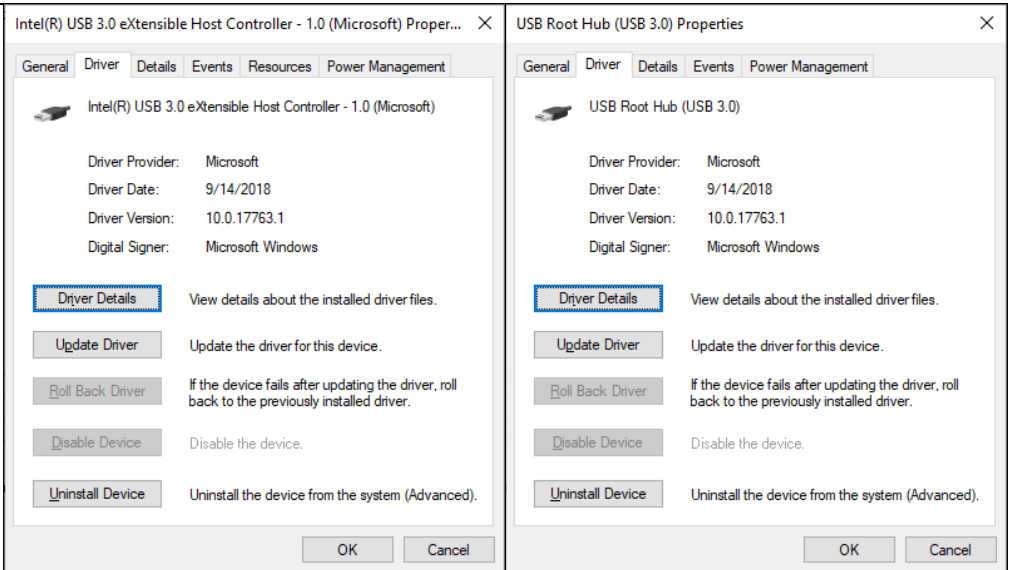 Intel(R) USB 3.0 eXtensible Host Controller - 1.0 (Microsoft) Proper...
General Driver Details Events Resources Power Management
Intel(R) USB 3.0 eXtensible Host Controller - 1.0 (Microsoft)
Driver Provider: Microsoft
Driver Date: 9/14/2018
Driver Version: 10.0.17763.1
Digital Signer: Microsoft Windows
Driver Details View details about the installed driver files.
Update Driver Update the driver for this device.
Roll Back Driver If the device fails after updating the driver, roll
back to the previously installed driver.
Disable Device Disable the device.
Uninstall Device Uninstall the device from the system (Advanced).
OK Cancel
USB Root Hub (USB 3.0) Properties
General Driver Details Events Power Management
USB Root Hub (USB 3.0)
Driver Provider: Microsoft
Driver Date: 9/14/2018
Driver Version: 10.0.17763.1
Digital Signer: Microsoft Windows
Driver Details View details about the installed driver files.
Update Driver Update the driver for this device.
Roll Back Driver If the device fails after updating the driver, roll
back to the previously installed driver.
Disable Device Disable the device.
Uninstall Device Uninstall the device from the system (Advanced).
OK Cancel